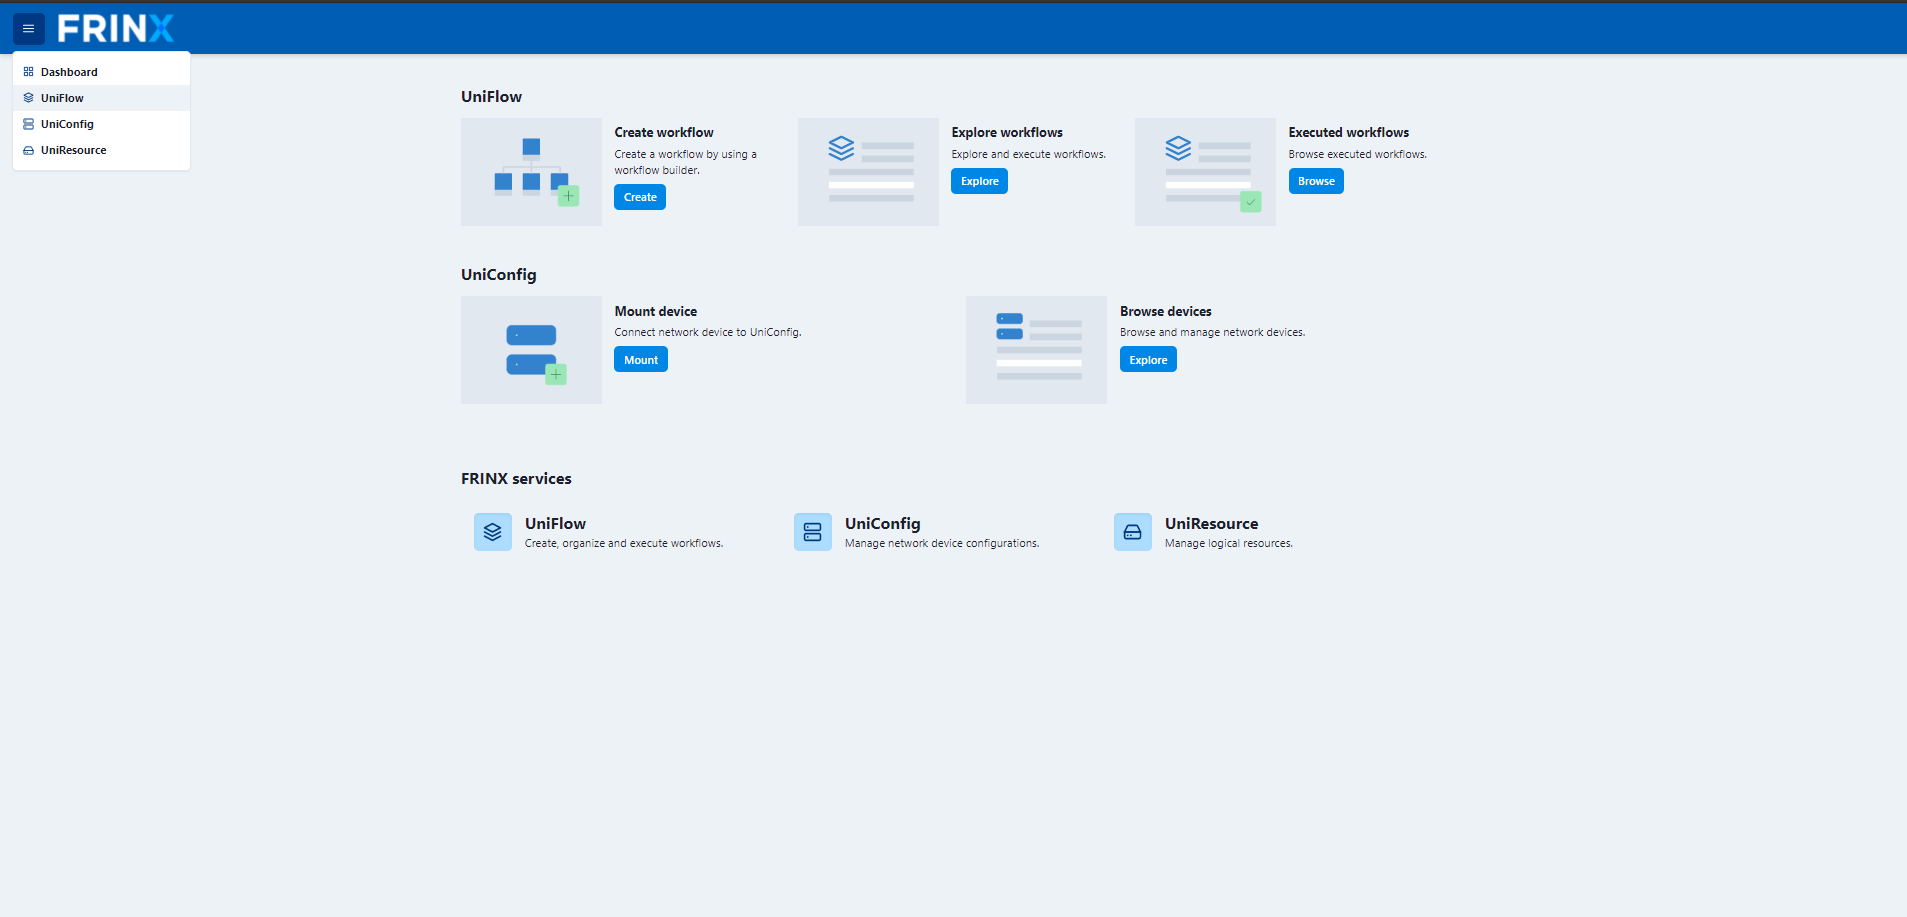 FRINX
Dashboard
UniFlow
UniConfig
UniResource
UniFlow
Create workflow
Create a workflow by using a
workflow builder.
Create
Explore workflows
Explore and execute workflows.
Explore
Executed workflows
Browse executed workflows.
Browse
UniConfig
Mount device
Connect network device to UniConfig.
Mount
Browse devices
Browse and manage network devices.
Explore
FRINX services
UniFlow
Create, organize and execute workflows.
UniConfig
Manage network device configurations.
UniResource
Manage logical resources.